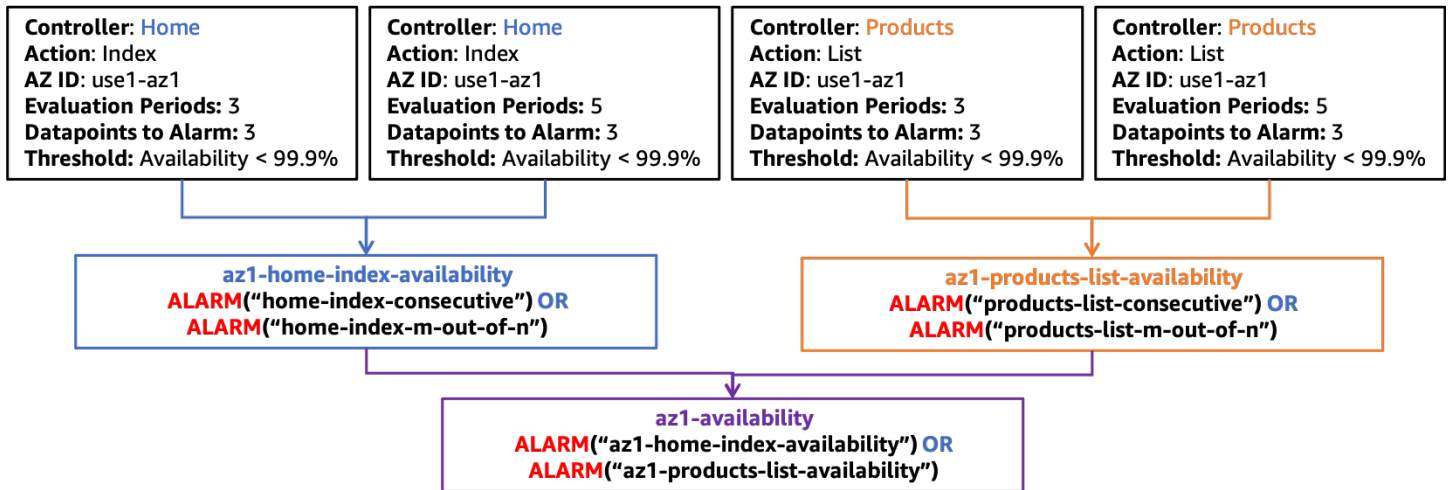 Controller: Home
Action: Index
AZ ID: use1-az1
Evaluation Periods: 3
Datapoints to Alarm: 3
Threshold: Availability < 99.9%
Controller: Home
Action: Index
AZ ID: use1-az1
Evaluation Periods: 5
Datapoints to Alarm: 3
Threshold: Availability < 99.9%
Controller: Products
Action: List
AZ ID: use1-az1
Evaluation Periods: 3
Datapoints to Alarm: 3
Threshold: Availability < 99.9%
Controller: Products
Action: List
AZ ID: use1-az1
Evaluation Periods: 5
Datapoints to Alarm: 3
Threshold: Availability < 99.9%
az1-home-index-availability
ALARM(“home-index-consecutive”) OR
ALARM(“home-index-m-out-of-n”)
az1-products-list-availability
ALARM(“products-list-consecutive”) OR
ALARM(“products-list-m-out-of-n”)
az1-availability
ALARM(“az1-home-index-availability”) OR
ALARM(“az1-products-list-availability”)